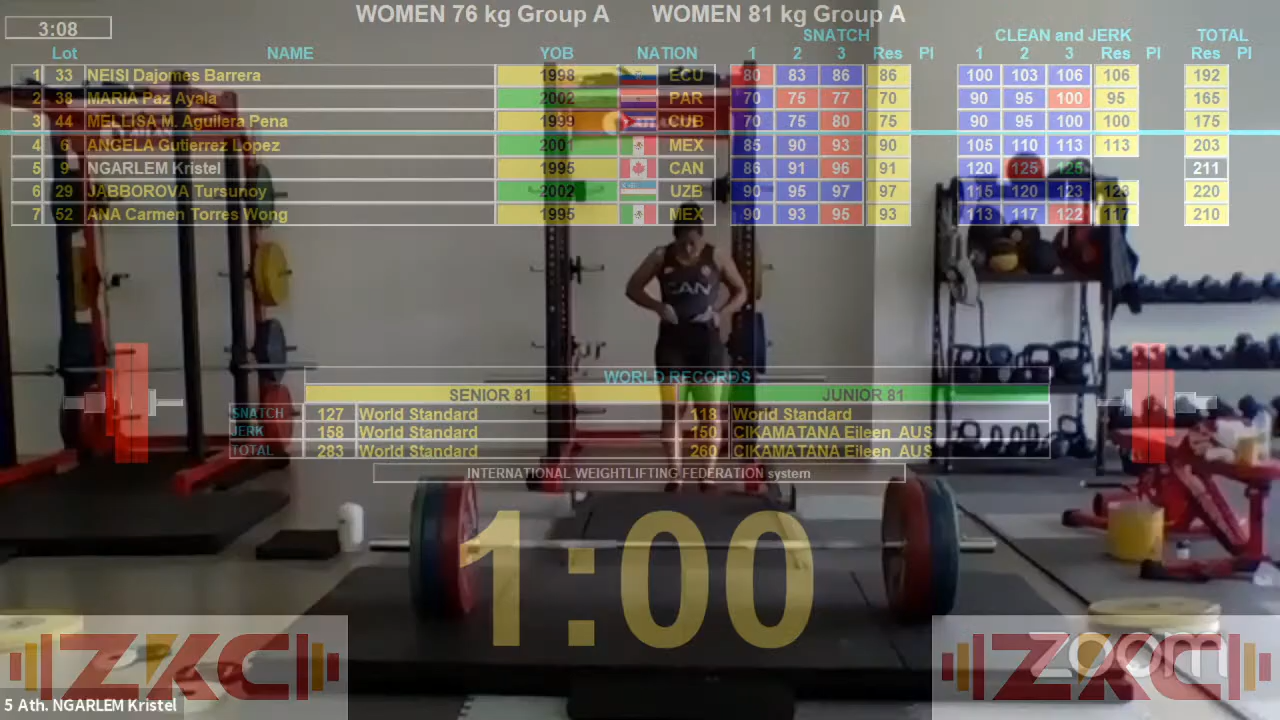 WOMEN 76 kg Group A WOMEN 81 kg Group A
3:08
SNATCH CLEAN and JERK TOTAL
Lot NAME YOB NATION 1 2 3 Res Pl 1 2 3 Res Pl Res Pl
1 33 NEISI Dajomes Barrera 1998 ECU 80 83 86 86 100 103 106 106 192
2 38 MARIA Paz Ayala 2002 PAR 70 75 77 70 90 95 100 95 165
3 44 MELLISA M. Aguilera Pena 1999 CUB 70 75 80 75 90 95 100 100 175
4 6 ANGELA Gutierrez Lopez 2001 MEX 85 90 93 90 105 110 113 113 203
5 9 NGARLEM Kristel 1995 CAN 86 91 96 91 120 125 125 211
6 29 JABBOROVA Tursunoy 2002 UZB 90 95 97 97 115 120 123 123 220
7 52 ANA Carmen Torres Wong 1995 MEX 90 93 95 93 113 117 122 117 210
CAN
WORLD RECORDS
SENIOR 81 JUNIOR 81
SNATCH 127 World Standard 118 World Standard
JERK 158 World Standard 150 CIKAMATANA Eileen AUS
TOTAL 283 World Standard 260 CIKAMATANA Eileen AUS
INTERNATIONAL WEIGHTLIFTING FEDERATION system
1:00
ZKC ZKC
zoom
5 Ath. NGARLEM Kristel